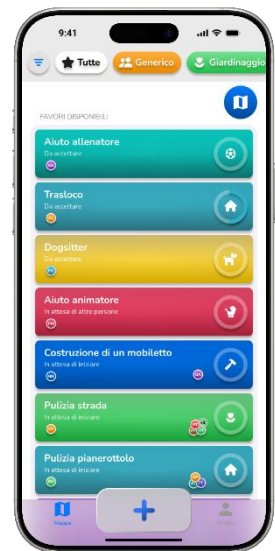 9:41
Tutte
Generico
Giardinaggio
FAVORI DISPONIBILI
Aiuto allenatore
Da accettare
Trasloco
Da accettare
Dogsitter
Da accettare
Aiuto animatore
In attesa di altre persone
Costruzione di un mobiletto
In attesa di iniziare
Pulizia strada
In attesa di iniziare
Pulizia pianerottolo
In attesa di iniziare
Mappa
Profilo